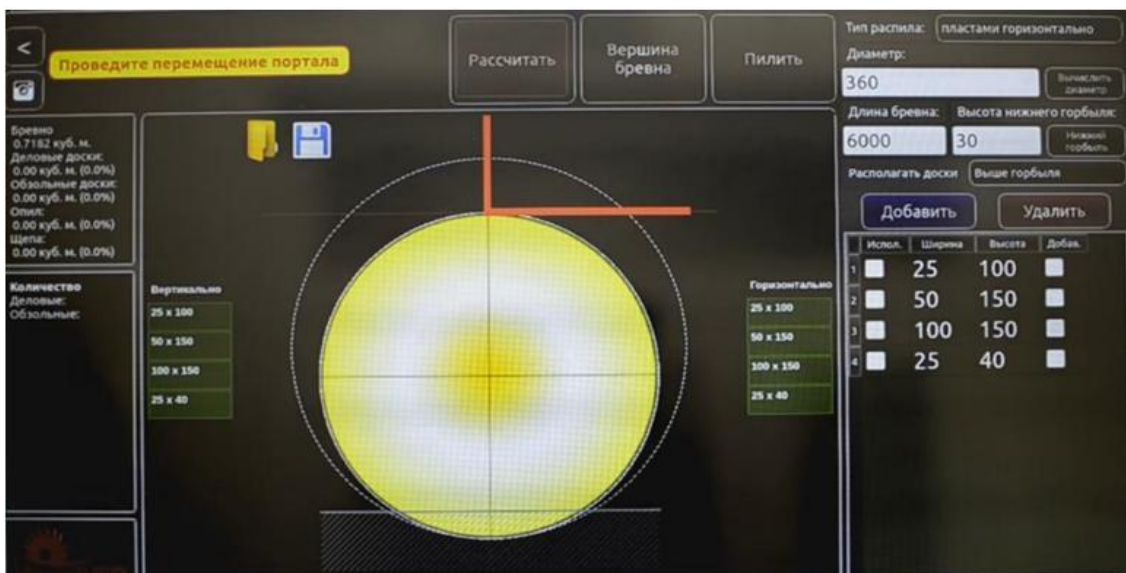 <
Проведите перемещение портала
Рассчитать
Вершина
бревна
Пилить
Тип распила: пластами горизонтально
Диаметр:
360
Вычислить
диаметр
Длина бревна: Высота нижнего горбыля:
6000 30
Нижний
горбыль
Располагать доски Выше горбыля
Добавить Удалить
Испол. Ширина Высота Добав.
1 25 100
2 50 150
3 100 150
4 25 40
Бревно
0.7182 куб. м.
Деловые доски:
0.00 куб. м. (0.0%)
Обзольные доски:
0.00 куб. м. (0.0%)
Опил:
0.00 куб. м. (0.0%)
Щепа:
0.00 куб. м. (0.0%)
Количество
Деловые:
Обзольные:
Вертикально
25 x 100
50 x 150
100 x 150
25 x 40
Горизонтально
25 x 100
50 x 150
100 x 150
25 x 40